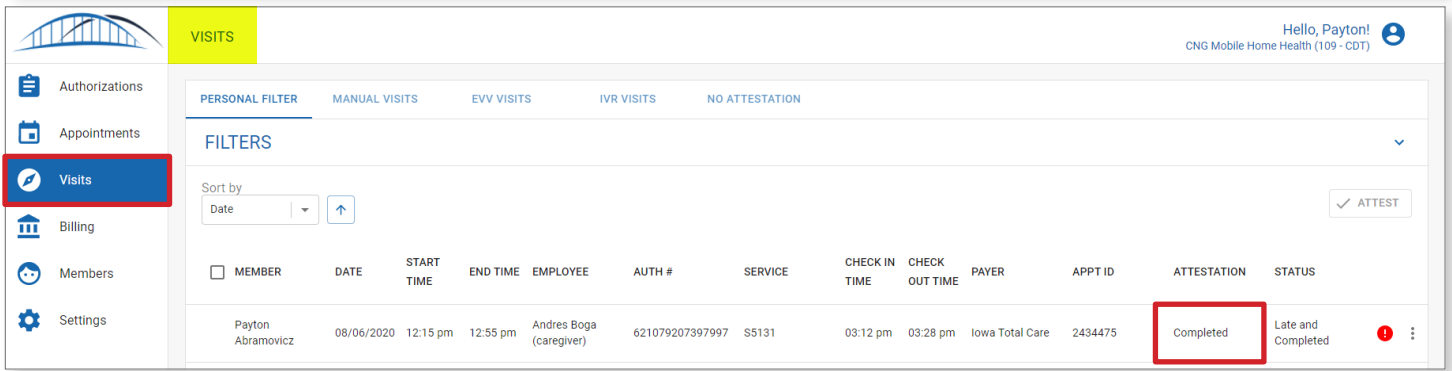 VISITS
Hello, Payton!
CNG Mobile Home Health (109 - CDT)
Authorizations
Appointments
Visits
Billing
Members
Settings
PERSONAL FILTER MANUAL VISITS EVV VISITS IVR VISITS NO ATTESTATION
FILTERS
Sort by
Date
ATTEST
MEMBER DATE START TIME END TIME EMPLOYEE AUTH # SERVICE CHECK IN TIME CHECK OUT TIME PAYER APPT ID ATTESTATION STATUS
Payton Abramovicz 08/06/2020 12:15 pm 12:55 pm Andres Boga (caregiver) 621079207397997 S5131 03:12 pm 03:28 pm Iowa Total Care 2434475 Completed Late and Completed